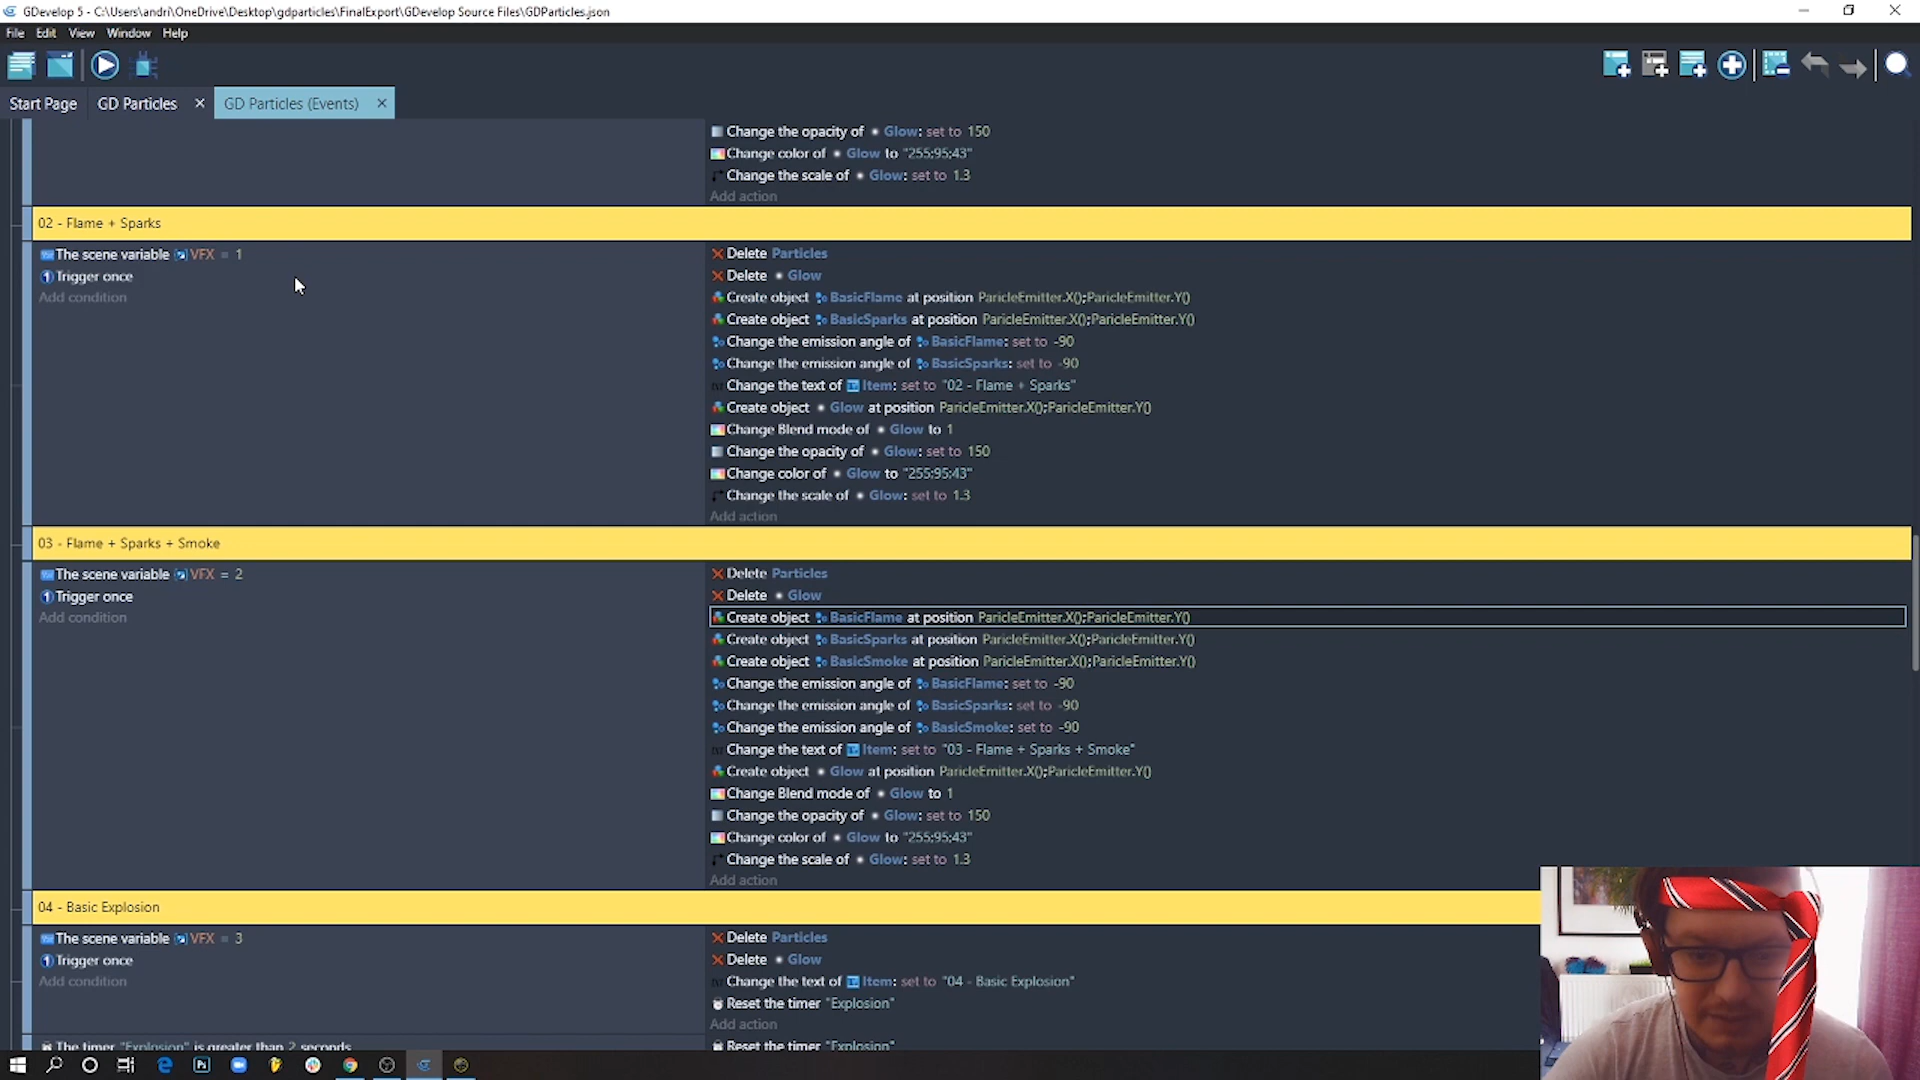 GDevelop 5 - C:\Users\andri\OneDrive\Desktop\gdparticles\FinalExport\GDevelop Source Files\GDParticles.json
File Edit View Window Help
Start Page GD Particles × GD Particles (Events) ×
Change the opacity of Glow: set to 150
Change color of Glow to "255;95;43"
Change the scale of Glow: set to 1.3
Add action
02 - Flame + Sparks
The scene variable VFX = 1
Trigger once
Add condition
Delete Particles
Delete Glow
Create object BasicFlame at position ParicleEmitter.X();ParicleEmitter.Y()
Create object BasicSparks at position ParicleEmitter.X();ParicleEmitter.Y()
Change the emission angle of BasicFlame: set to -90
Change the emission angle of BasicSparks: set to -90
Change the text of Item: set to "02 - Flame + Sparks"
Create object Glow at position ParicleEmitter.X();ParicleEmitter.Y()
Change Blend mode of Glow to 1
Change the opacity of Glow: set to 150
Change color of Glow to "255;95;43"
Change the scale of Glow: set to 1.3
Add action
03 - Flame + Sparks + Smoke
The scene variable VFX = 2
Trigger once
Add condition
Delete Particles
Delete Glow
Create object BasicFlame at position ParicleEmitter.X();ParicleEmitter.Y()
Create object BasicSparks at position ParicleEmitter.X();ParicleEmitter.Y()
Create object BasicSmoke at position ParicleEmitter.X();ParicleEmitter.Y()
Change the emission angle of BasicFlame: set to -90
Change the emission angle of BasicSparks: set to -90
Change the emission angle of BasicSmoke: set to -90
Change the text of Item: set to "03 - Flame + Sparks + Smoke"
Create object Glow at position ParicleEmitter.X();ParicleEmitter.Y()
Change Blend mode of Glow to 1
Change the opacity of Glow: set to 150
Change color of Glow to "255;95;43"
Change the scale of Glow: set to 1.3
Add action
04 - Basic Explosion
The scene variable VFX = 3
Trigger once
Add condition
Delete Particles
Delete Glow
Change the text of Item: set to "04 - Basic Explosion"
Reset the timer "Explosion"
Add action
The timer "Explosion" is greater than 2 seconds
Reset the timer "Explosion"